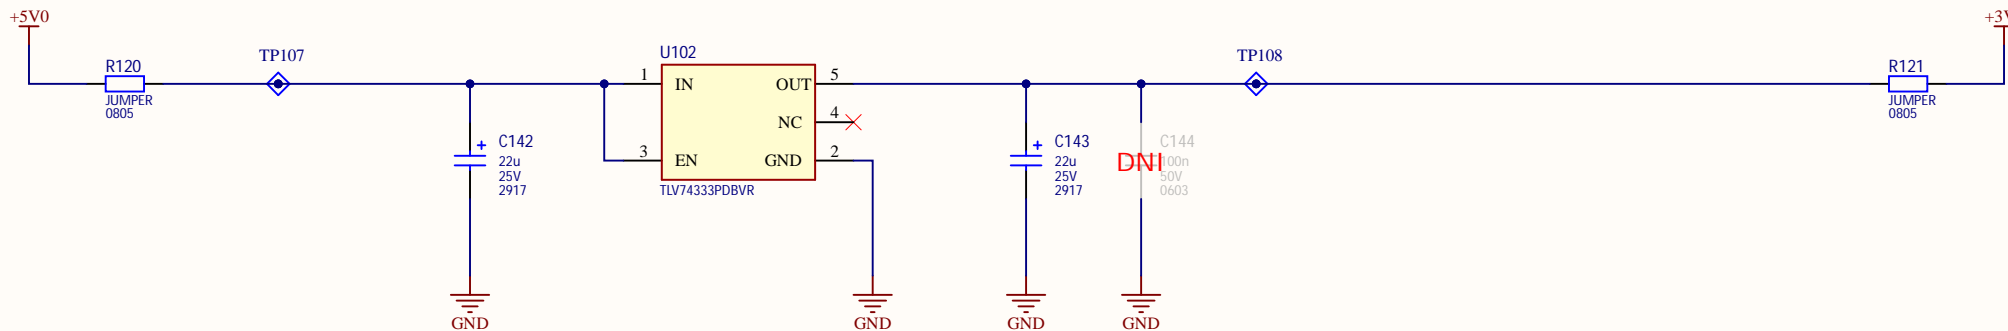 +5V0
R120
JUMPER
0805
TP107
C142
+
22u
25V
2917
GND
U102
1 IN
3 EN
OUT 5
NC 4
GND 2
TLV74333PDBVR
GND
C143
+
22u
25V
2917
GND
C144
DNI
100n
50V
0603
GND
TP108
R121
JUMPER
0805
+3V